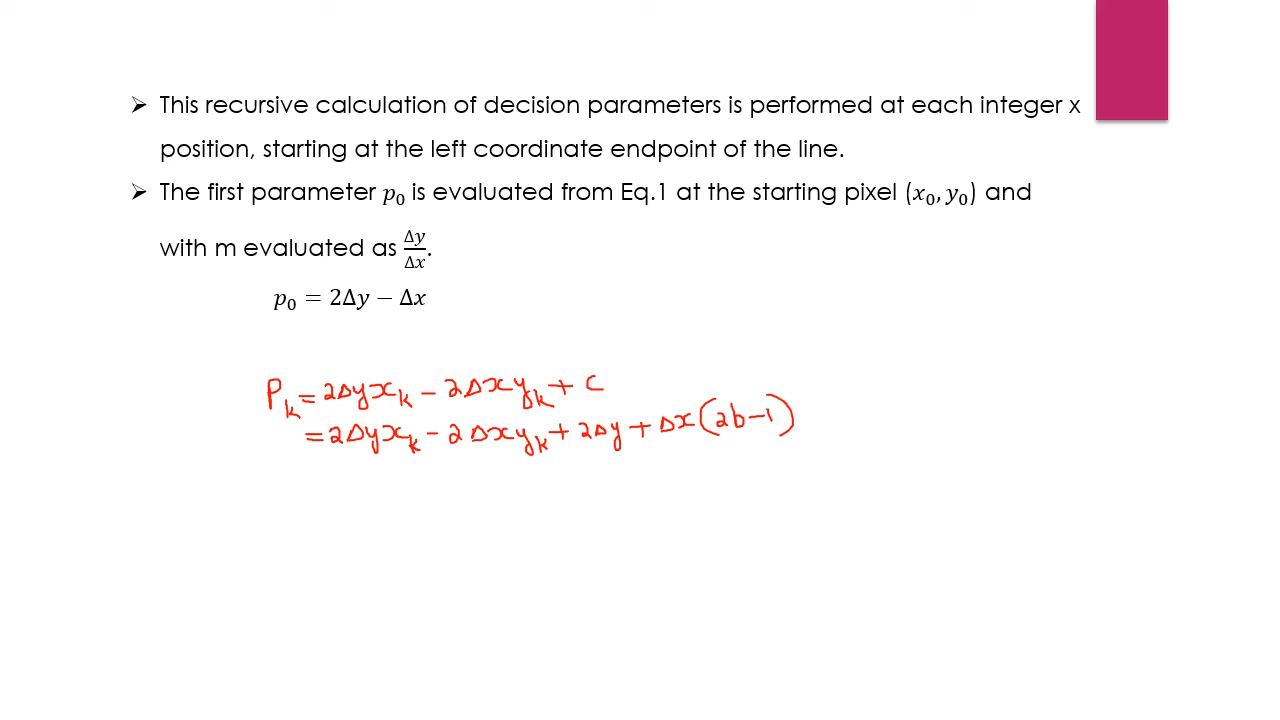 ➢ This recursive calculation of decision parameters is performed at each integer x
position, starting at the left coordinate endpoint of the line.
➢ The first parameter p₀ is evaluated from Eq.1 at the starting pixel (x₀, y₀) and
with m evaluated as Δy/Δx.
p₀ = 2Δy − Δx
Pₖ = 2Δyxₖ − 2Δxyₖ + C
= 2Δyxₖ − 2Δxyₖ + 2Δy + Δx(2b−1)